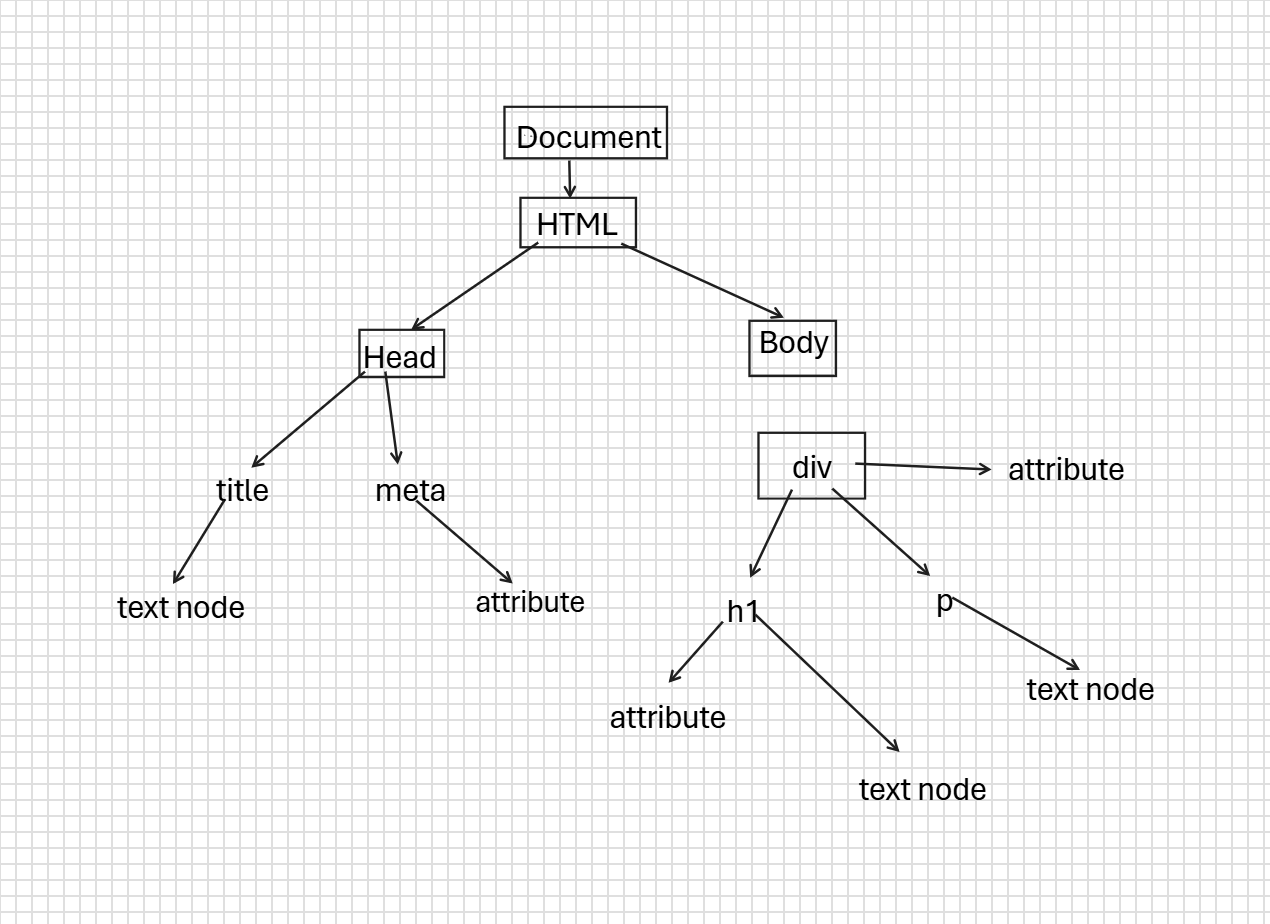 Document
HTML
Head
Body
title
meta
div
attribute
text node
attribute
h1
p
attribute
text node
text node